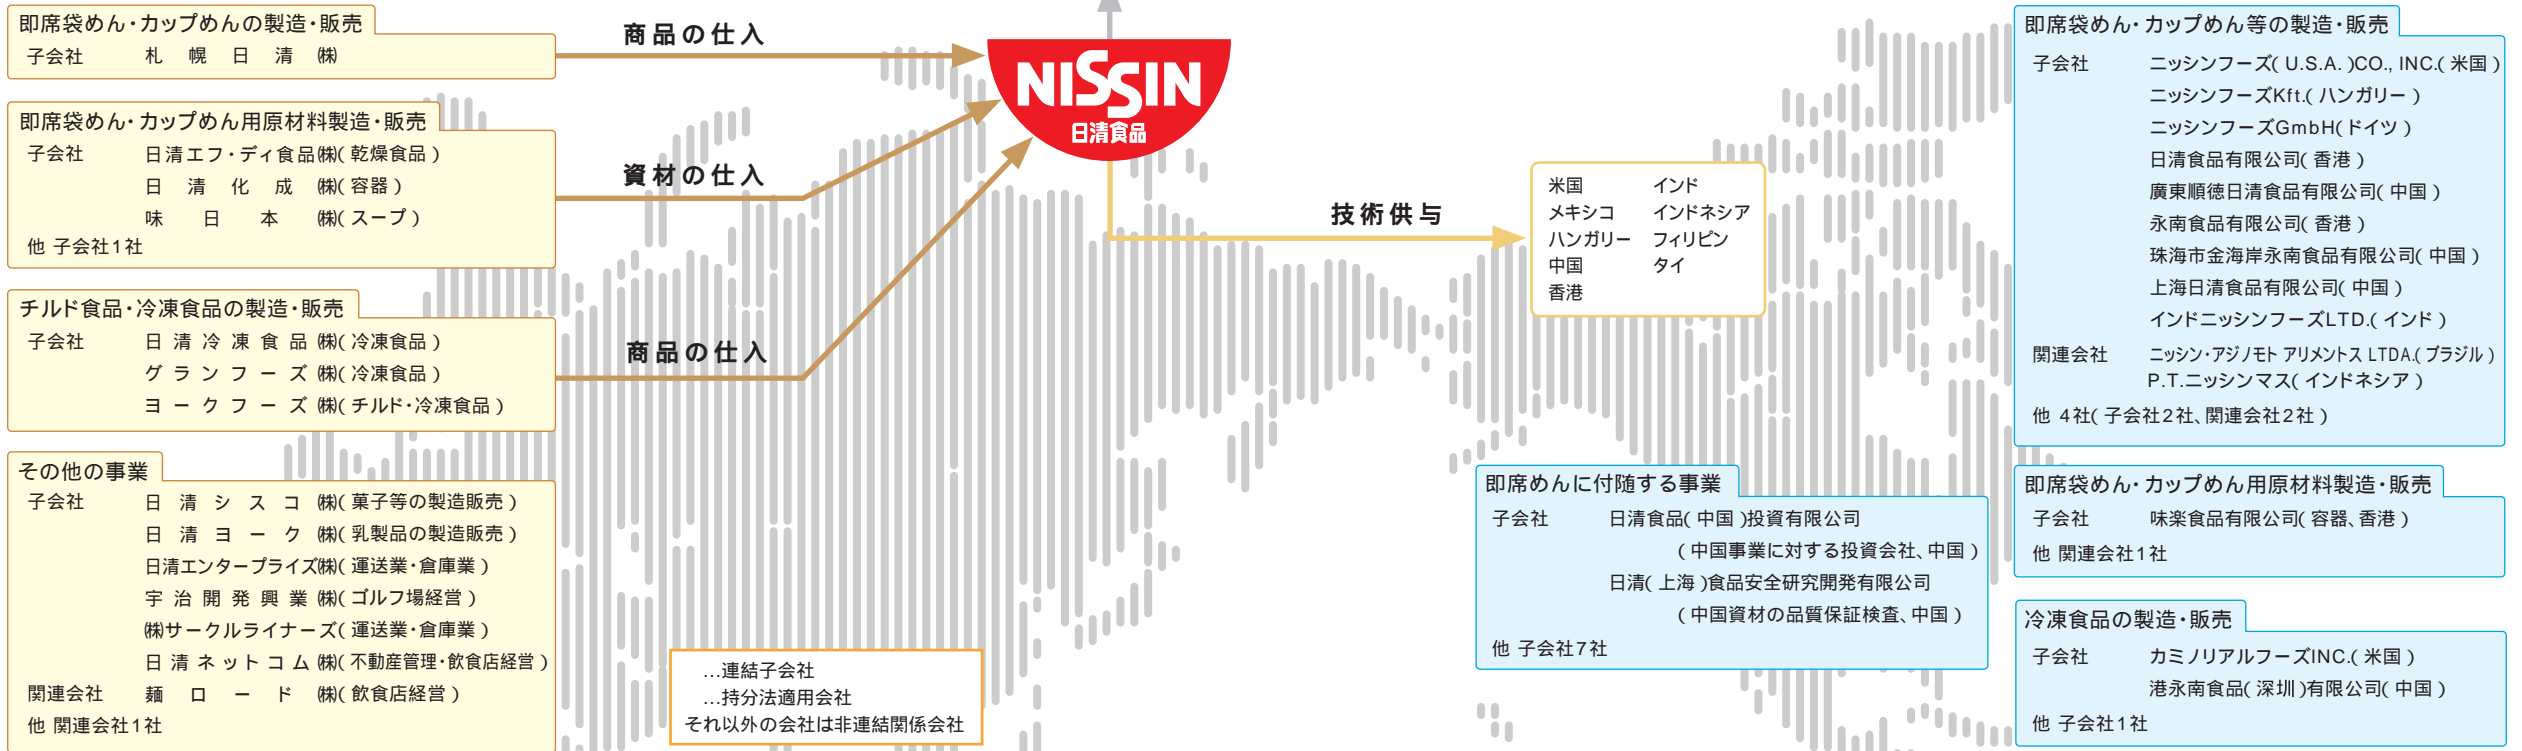 即席袋めん・カップめんの製造・販売
子会社 札幌日清㈱
即席袋めん・カップめん用原材料製造・販売
子会社 日清エフ・ディ食品㈱(乾燥食品)
日清化成㈱(容器)
味日本㈱(スープ)
他 子会社1社
チルド食品・冷凍食品の製造・販売
子会社 日清冷凍食品㈱(冷凍食品)
グランフーズ㈱(冷凍食品)
ヨークフーズ㈱(チルド・冷凍食品)
その他の事業
子会社 日清シスコ㈱(菓子等の製造販売)
日清ヨーク㈱(乳製品の製造販売)
日清エンタープライズ㈱(運送業・倉庫業)
宇治開発興業㈱(ゴルフ場経営)
㈱サークルライナーズ(運送業・倉庫業)
日清ネットコム㈱(不動産管理・飲食店経営)
関連会社 麺ロード㈱(飲食店経営)
他 関連会社1社
商品の仕入
資材の仕入
商品の仕入
NISSIN
日清食品
技術供与
米国 インド
メキシコ インドネシア
ハンガリー フィリピン
中国 タイ
香港
…連結子会社
…持分法適用会社
それ以外の会社は非連結関係会社
即席めんに付随する事業
子会社 日清食品(中国)投資有限公司
(中国事業に対する投資会社、中国)
日清(上海)食品安全研究開発有限公司
(中国資材の品質保証検査、中国)
他 子会社7社
即席袋めん・カップめん等の製造・販売
子会社 ニッシンフーズ(U.S.A.)CO., INC.(米国)
ニッシンフーズKft.(ハンガリー)
ニッシンフーズGmbH(ドイツ)
日清食品有限公司(香港)
廣東順徳日清食品有限公司(中国)
永南食品有限公司(香港)
珠海市金海岸永南食品有限公司(中国)
上海日清食品有限公司(中国)
インドニッシンフーズLTD.(インド)
関連会社 ニッシン・アジノモト アリメントス LTDA.(ブラジル)
P.T.ニッシンマス(インドネシア)
他 4社(子会社2社、関連会社2社)
即席袋めん・カップめん用原材料製造・販売
子会社 味楽食品有限公司(容器、香港)
他 関連会社1社
冷凍食品の製造・販売
子会社 カミノリアルフーズINC.(米国)
港永南食品(深圳)有限公司(中国)
他 子会社1社